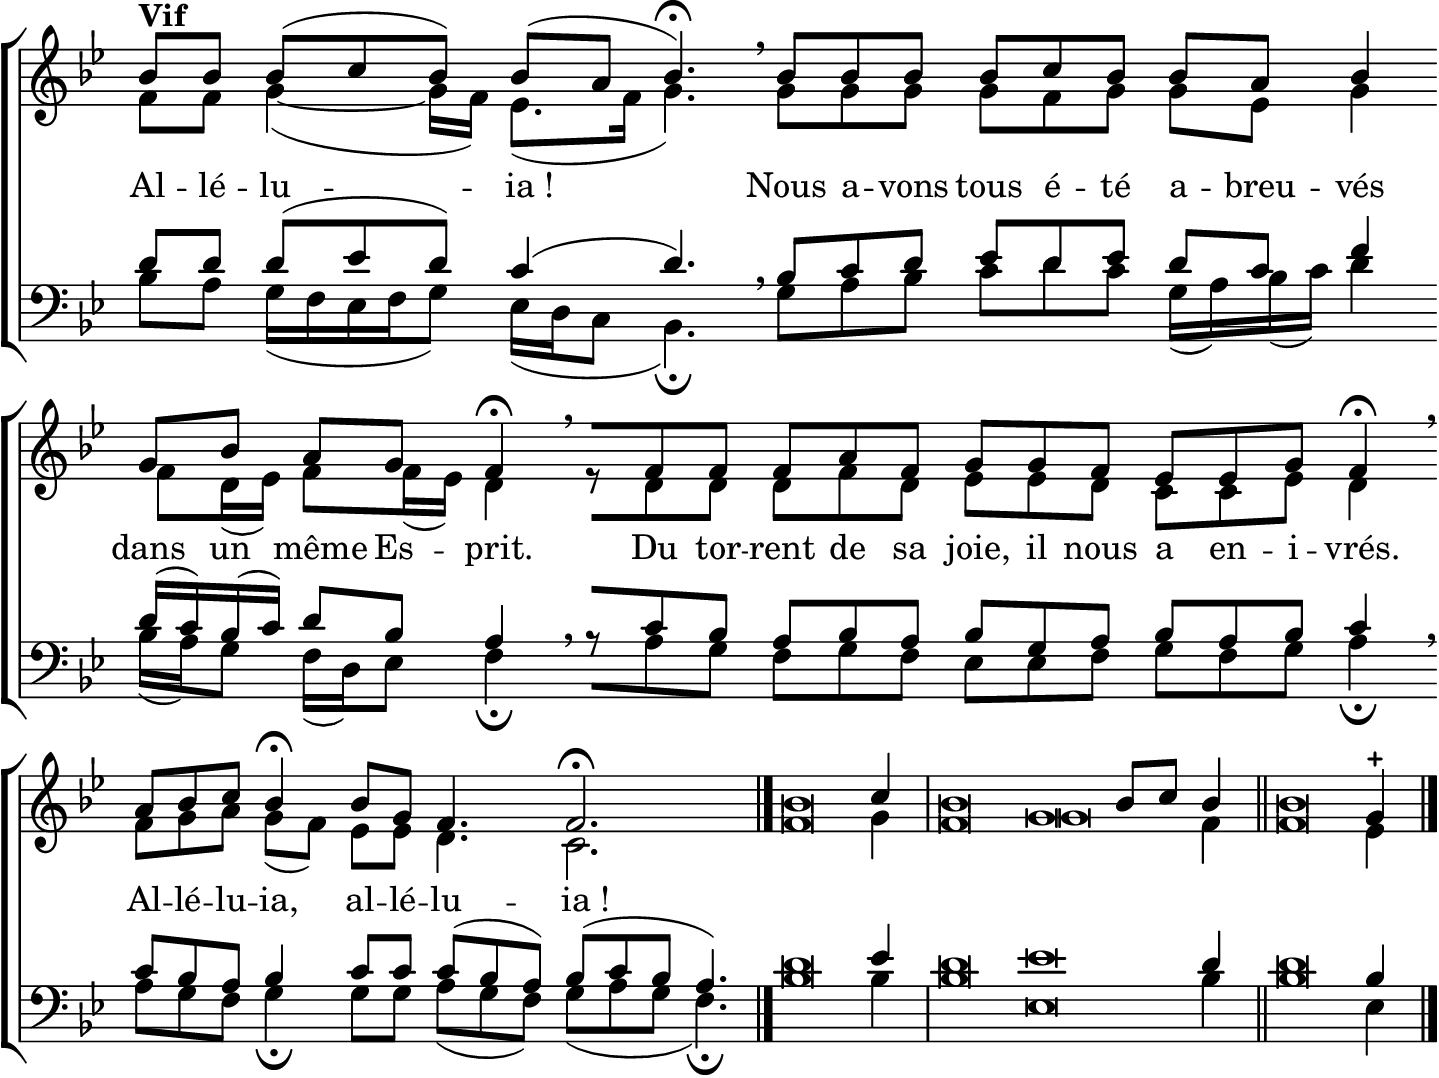 Vif
Al - lé - lu - - ia ! Nous a - vons tous é - té a - breu - vés
dans un même Es - prit. Du tor - rent de sa joie, il nous a en - i - vrés.
Al - lé - lu - ia, al - lé - lu - ia !